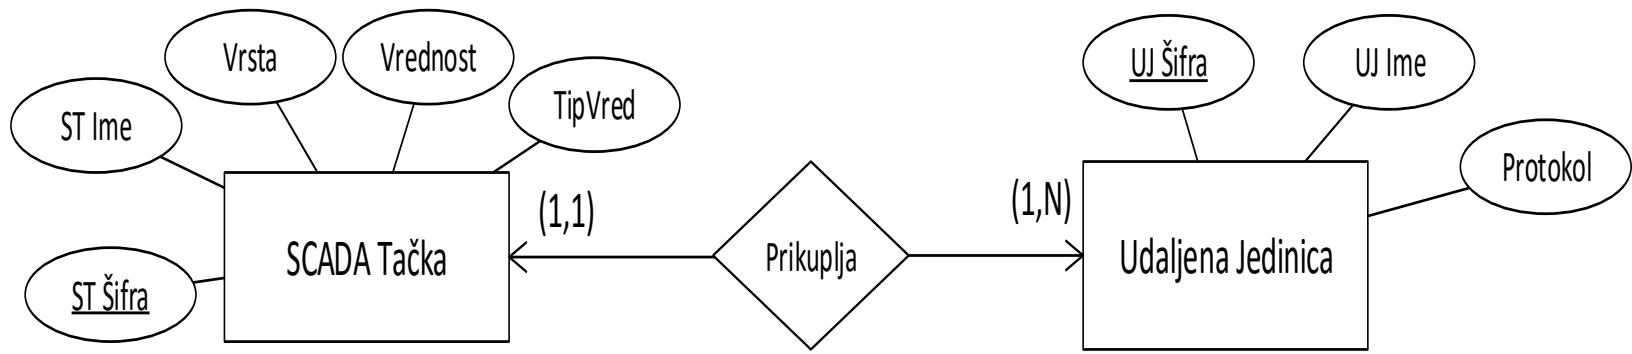 Vrsta
Vrednost
TipVred
ST Ime
ST Šifra
SCADA Tačka
(1,1)
Prikuplja
(1,N)
UJ Šifra
UJ Ime
Protokol
Udaljena Jedinica